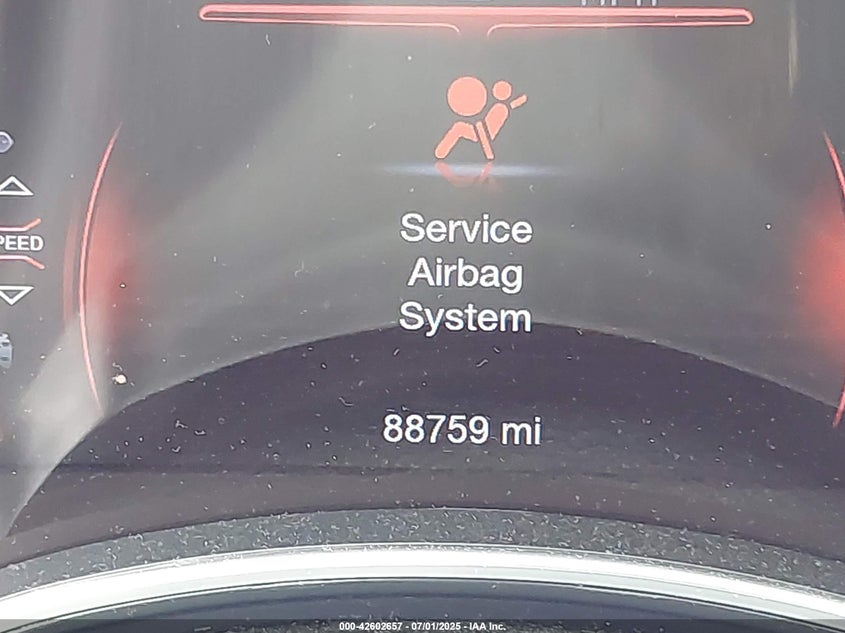 PEED
Service
Airbag
System
88759 mi
000-42602657 - 07/01/2025 - IAA Inc.